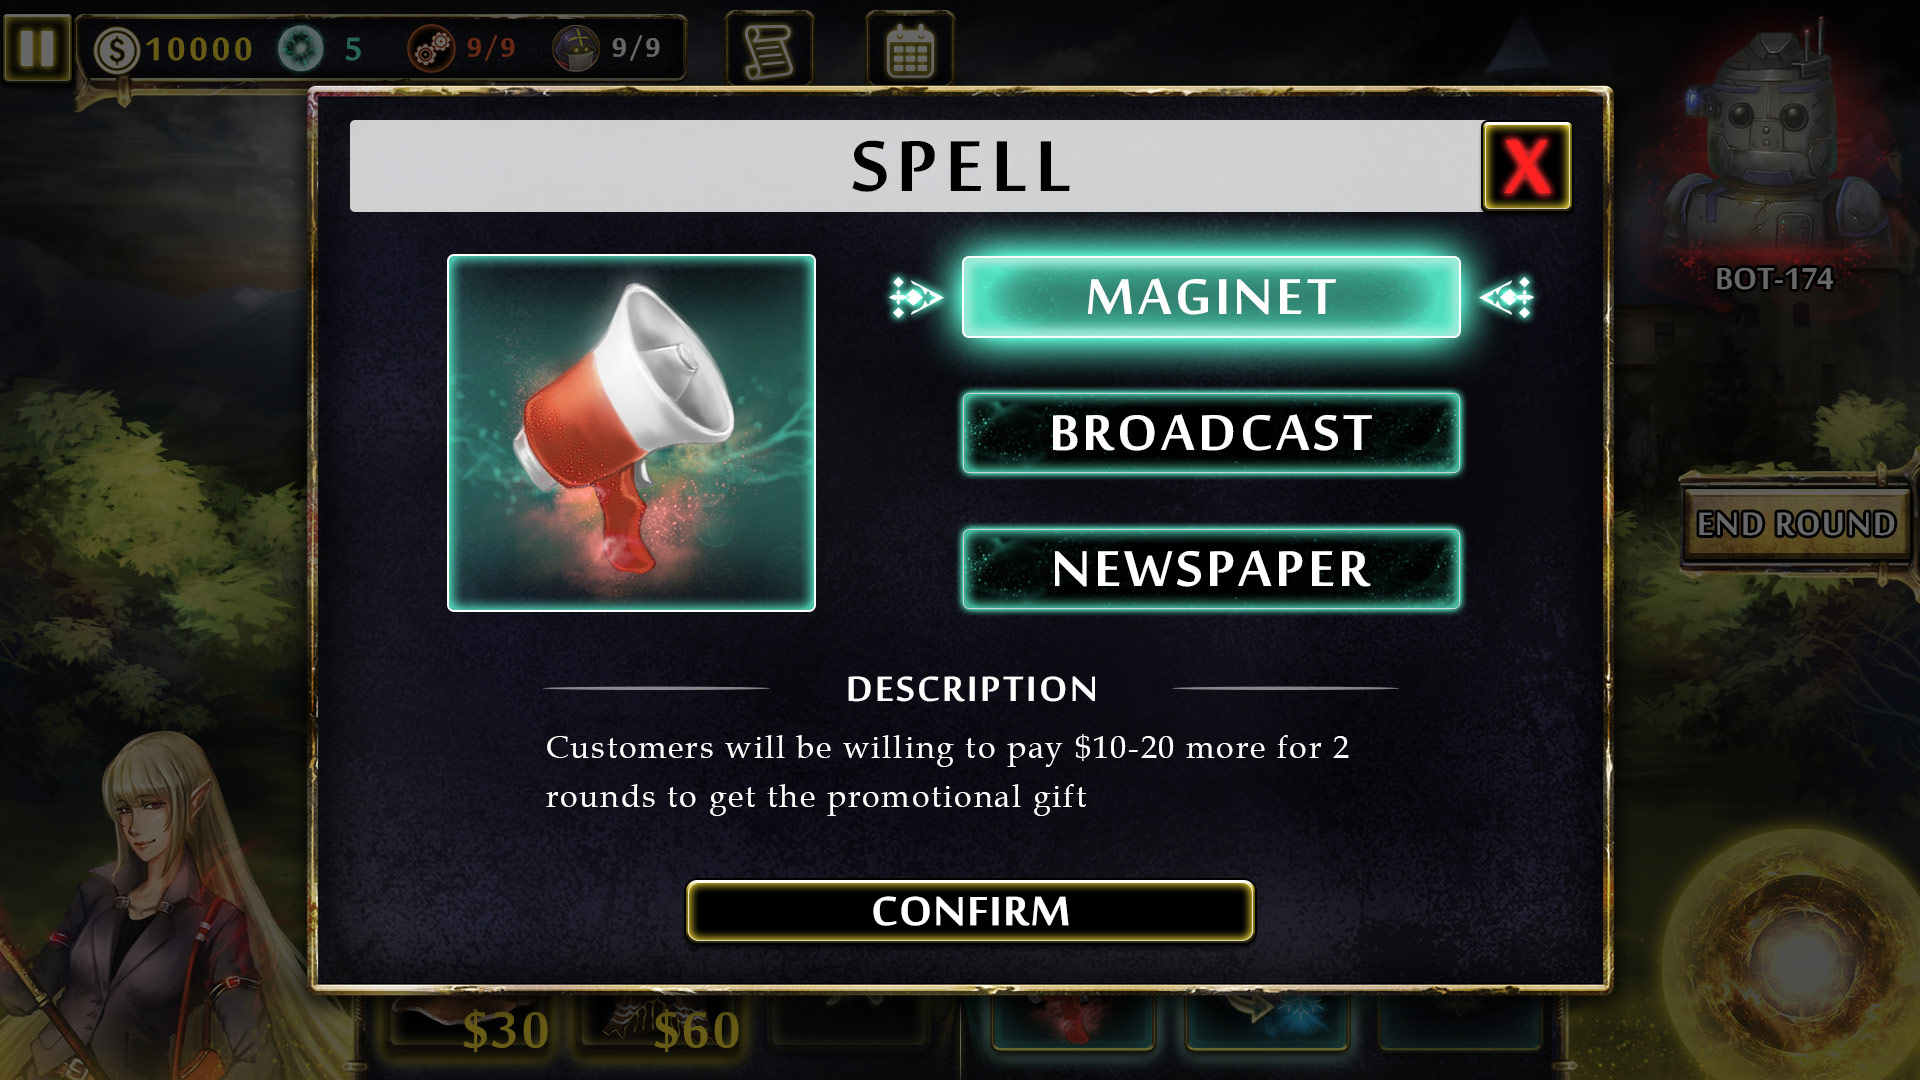 10000 5 9/9 9/9
SPELL
X
MAGINET
BROADCAST
NEWSPAPER
BOT-174
END ROUND
DESCRIPTION
Customers will be willing to pay $10-20 more for 2
rounds to get the promotional gift
CONFIRM
$30 $60